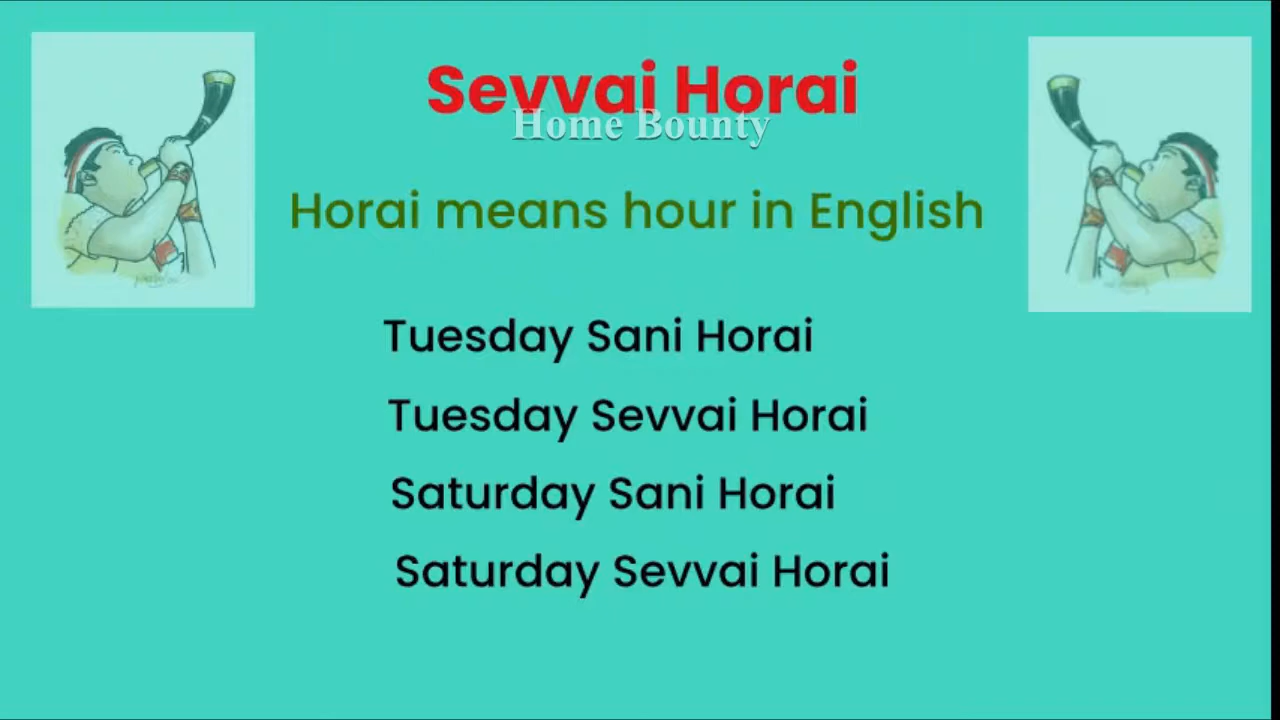 Sevvai Horai
Home Bounty
Horai means hour in English
Tuesday Sani Horai
Tuesday Sevvai Horai
Saturday Sani Horai
Saturday Sevvai Horai